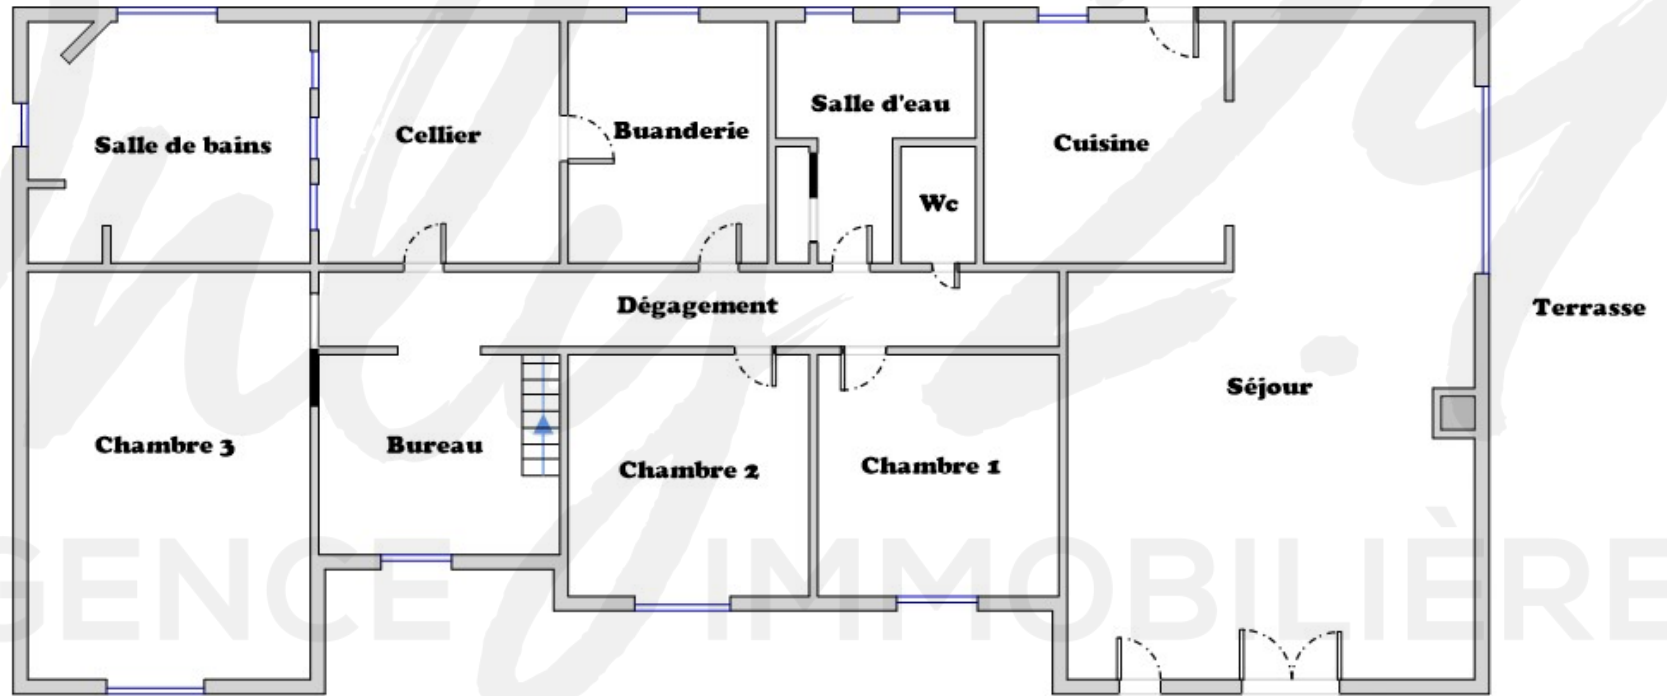 Salle de bains
Cellier
Buanderie
Salle d'eau
Wc
Cuisine
Dégagement
Terrasse
Séjour
Chambre 3
Bureau
Chambre 2
Chambre 1
GENCE IMMOBILIÈRE